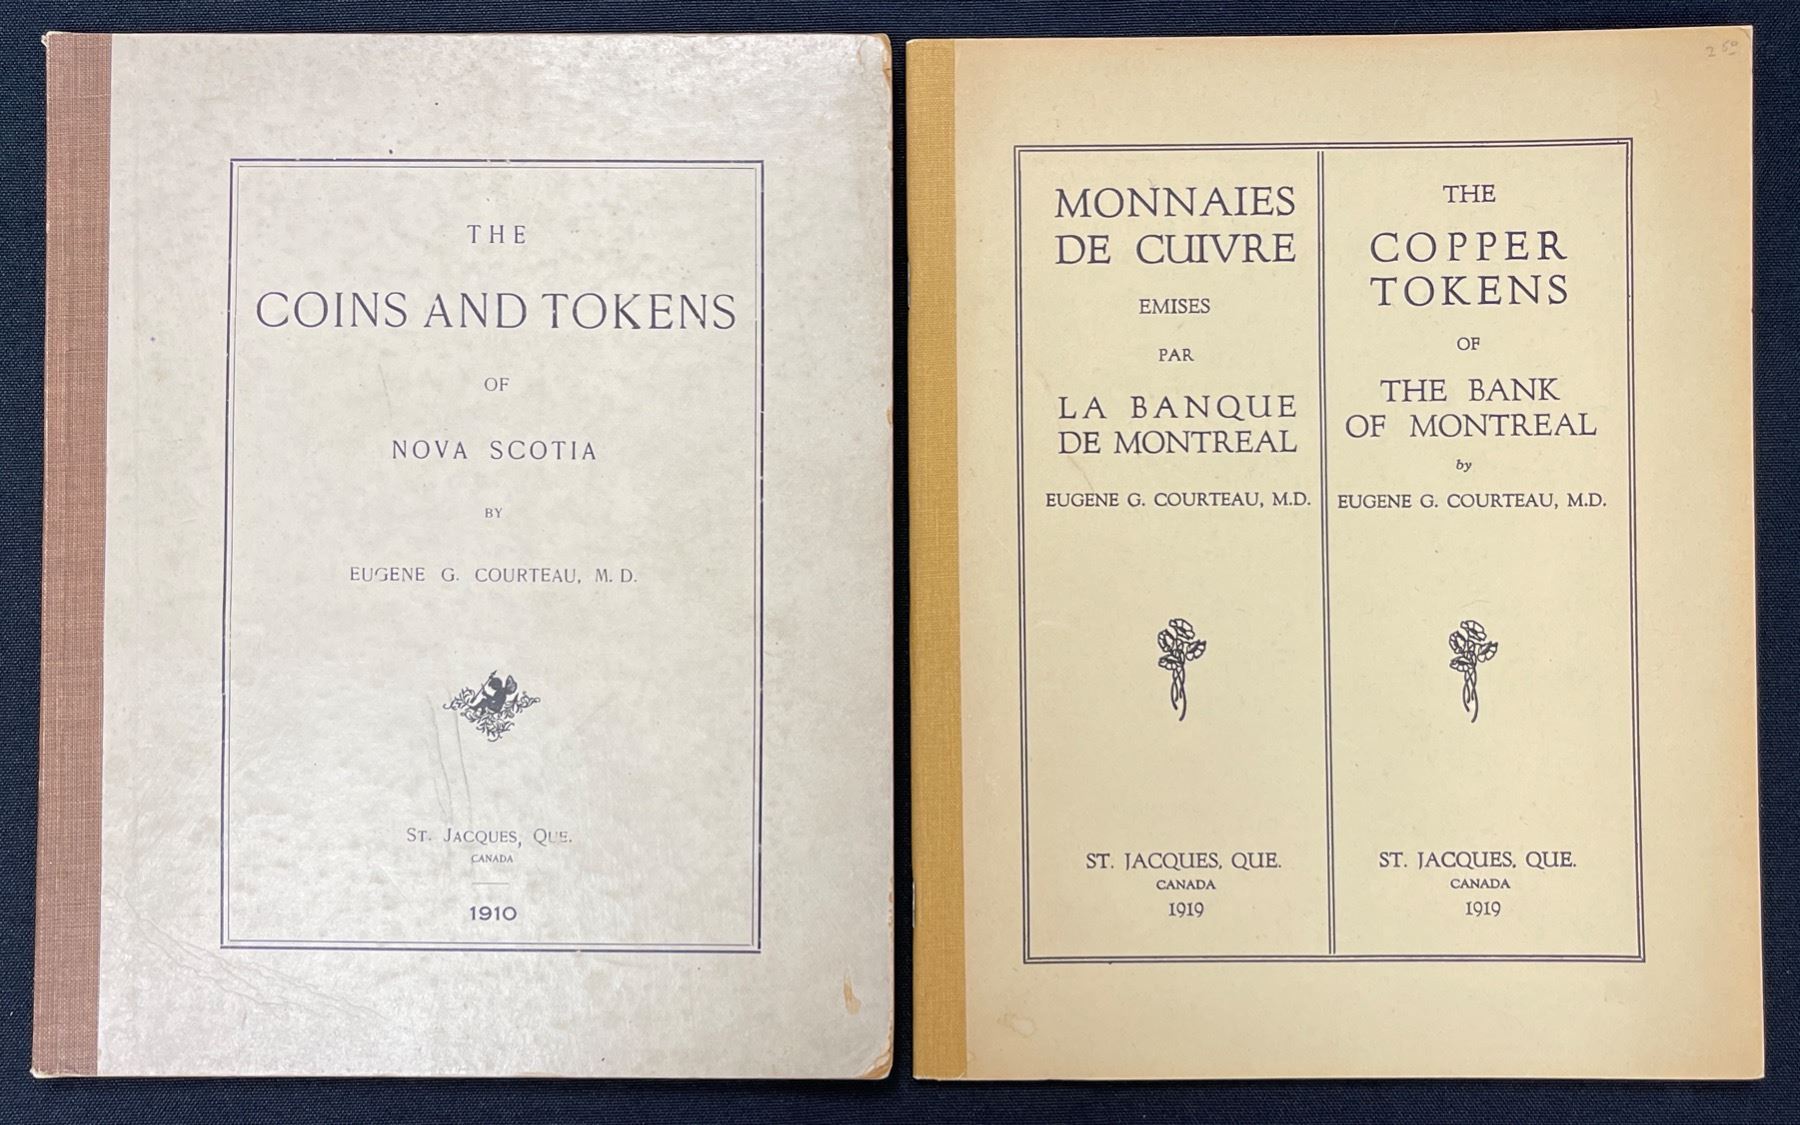 THE
COINS AND TOKENS
OF
NOVA SCOTIA
BY
EUGENE G. COURTEAU, M. D.
ST. JACQUES, QUE.
CANADA
1910
2 50
MONNAIES
DE CUIVRE
EMISES
PAR
LA BANQUE
DE MONTREAL
EUGENE G. COURTEAU, M.D.
ST. JACQUES, QUE.
CANADA
1919
THE
COPPER
TOKENS
OF
THE BANK
OF MONTREAL
by
EUGENE G. COURTEAU, M.D.
ST. JACQUES, QUE.
CANADA
1919